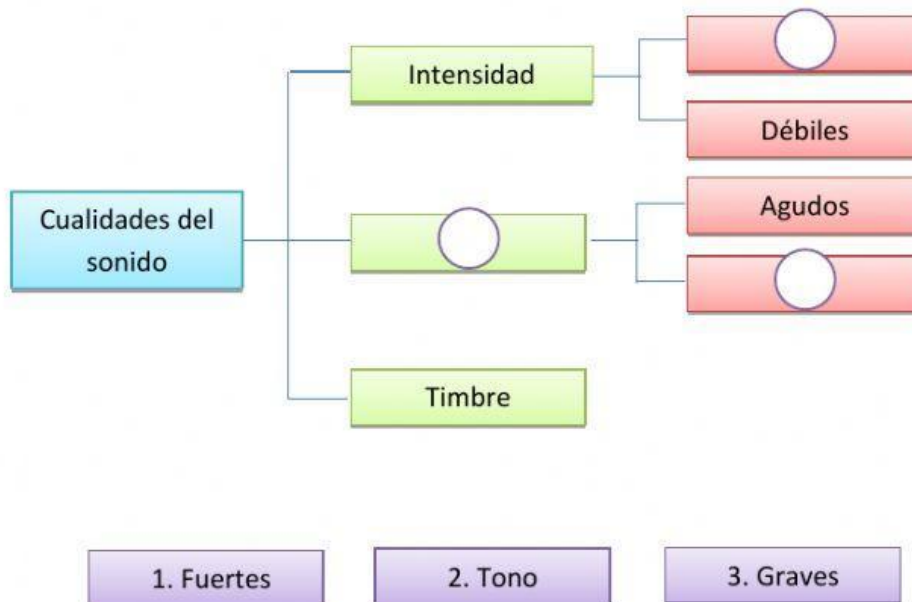 Intensidad
Débiles
Cualidades del
sonido
Agudos
Timbre
1. Fuertes
2. Tono
3. Graves